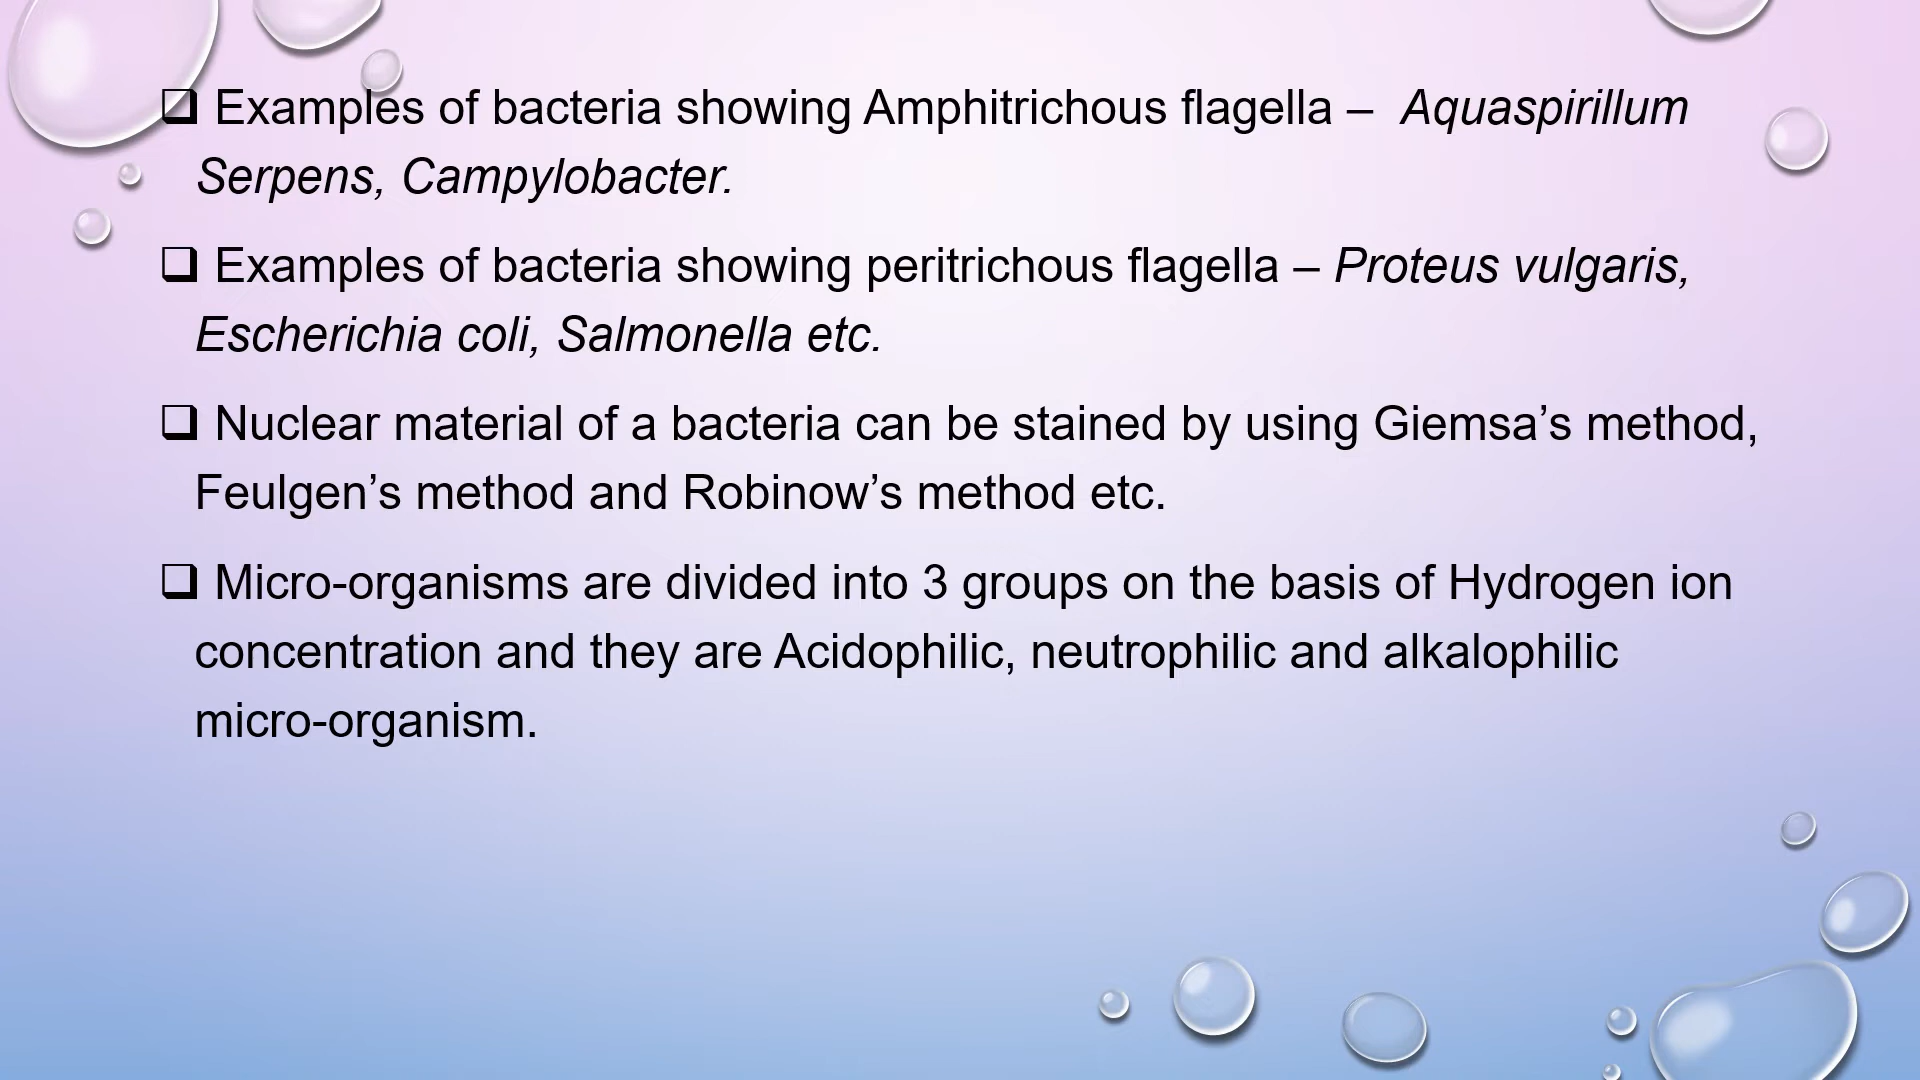 ❑ Examples of bacteria showing Amphitrichous flagella – Aquaspirillum
Serpens, Campylobacter.
❑ Examples of bacteria showing peritrichous flagella – Proteus vulgaris,
Escherichia coli, Salmonella etc.
❑ Nuclear material of a bacteria can be stained by using Giemsa’s method,
Feulgen’s method and Robinow’s method etc.
❑ Micro-organisms are divided into 3 groups on the basis of Hydrogen ion
concentration and they are Acidophilic, neutrophilic and alkalophilic
micro-organism.